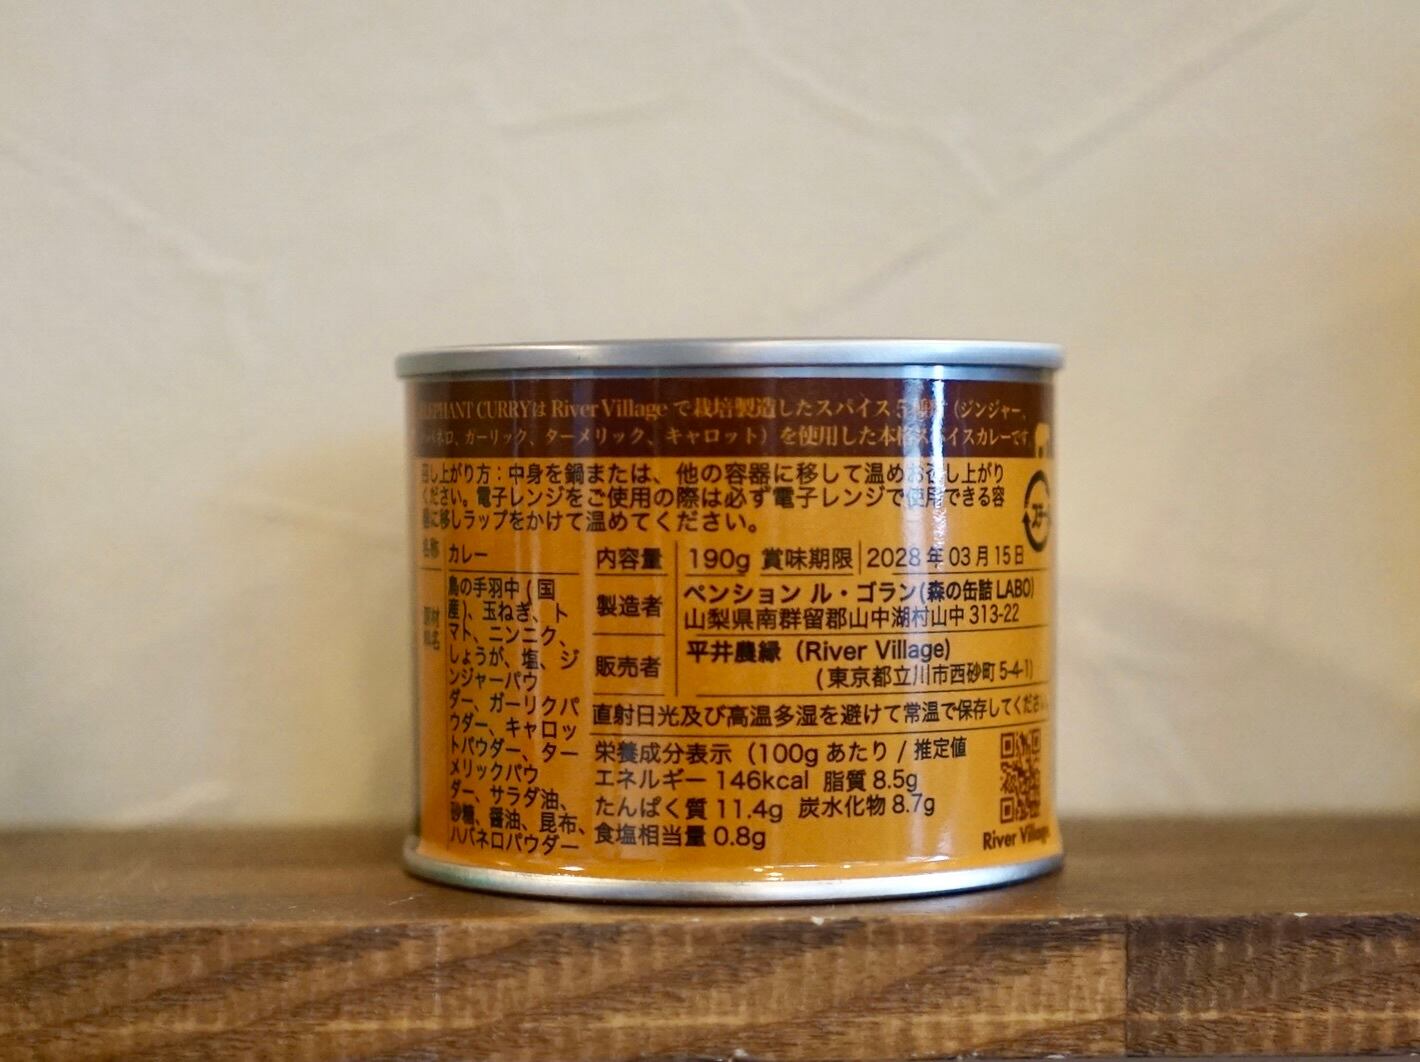 ELEPHANT CURRYは River Village で栽培製造したスパイス5種類（ジンジャー、
ハバネロ、ガーリック、ターメリック、キャロット）を使用した本格スパイスカレーです
召し上がり方：中身を鍋または、他の容器に移して温めお召し上がり
ください。電子レンジをご使用の際は必ず電子レンジで使用できる容
器に移しラップをかけて温めてください。
スチール
名称 カレー
原材料名
鳥の手羽中(国
産)、玉ねぎ、ト
マト、ニンニク、
しょうが、塩、ジ
ンジャーパウ
ダー、ガーリクパ
ウダー、キャロッ
トパウダー、ター
メリックパウ
ダー、サラダ油、
砂糖、醤油、昆布、
ハバネロパウダー
内容量 190g 賞味期限 2028年03月15日
製造者 ペンション ル・ゴラン(森の缶詰LABO)
山梨県南群留郡山中湖村山中313-22
販売者 平井農縁（River Village)
(東京都立川市西砂町5-4-1)
直射日光及び高温多湿を避けて常温で保存してください。
栄養成分表示（100gあたり / 推定値
エネルギー 146kcal 脂質 8.5g
たんぱく質 11.4g 炭水化物 8.7g
食塩相当量 0.8g
River Village